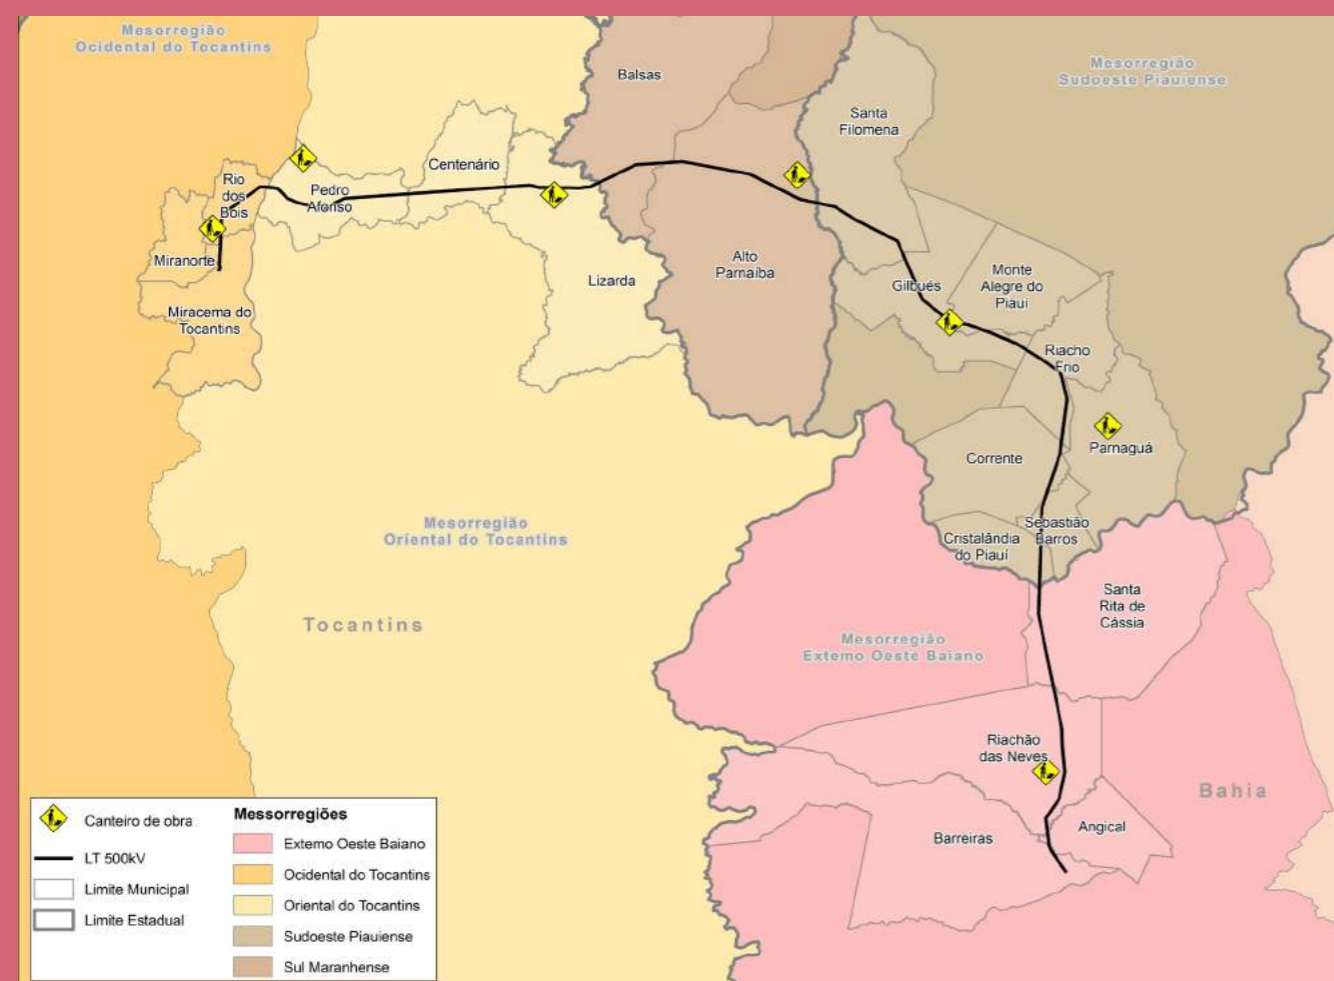 Mesorregião
Ocidental do Tocantins
Balsas
Mesorregião
Sudoeste Piauiense
Santa
Filomena
Centenário
Rio
dos
Bois
Pedro
Afonso
Miranorte
Alto
Parnaíba
Lizarda
Gilbués
Monte
Alegre do
Piauí
Miracema do
Tocantins
Riacho
Frio
Parnaguá
Corrente
Mesorregião
Oriental do Tocantins
Sebastião
Barros
Cristalândia
do Piauí
Santa
Rita de
Cássia
Tocantins
Mesorregião
Extemo Oeste Baiano
Riachão
das Neves
Bahia
Barreiras
Angical
Canteiro de obra
LT 500kV
Limite Municipal
Limite Estadual
Messorregiões
Extemo Oeste Baiano
Ocidental do Tocantins
Oriental do Tocantins
Sudoeste Piauiense
Sul Maranhense